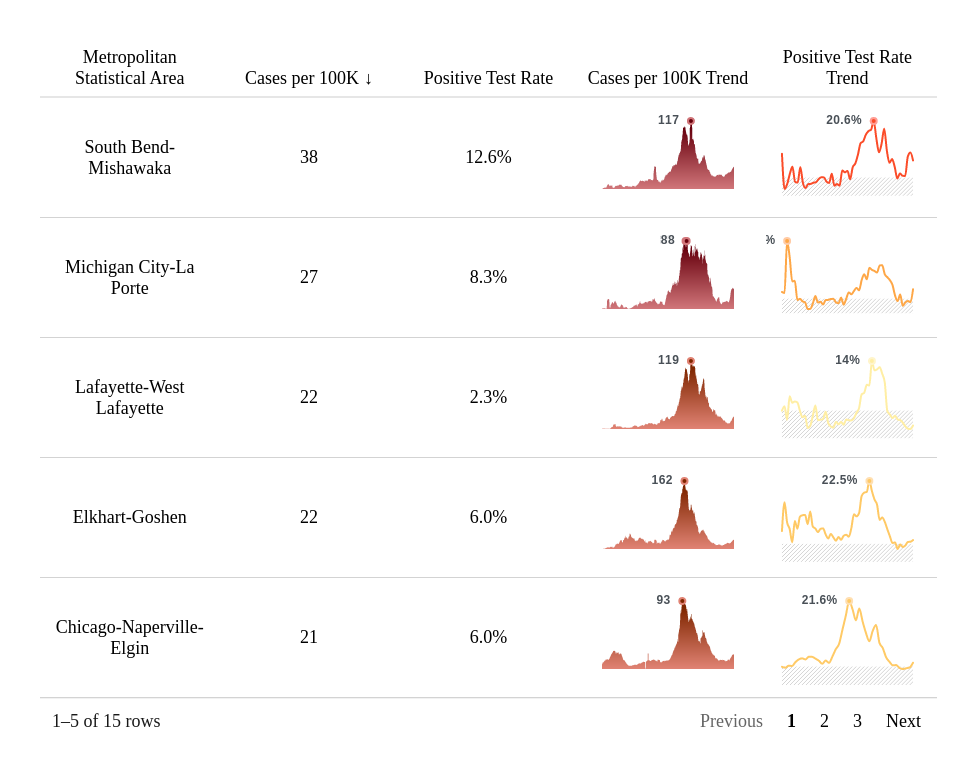 Metropolitan
Statistical Area
Cases per 100K ↓
Positive Test Rate
Cases per 100K Trend
Positive Test Rate
Trend
South Bend-
Mishawaka
38
12.6%
117
20.6%
Michigan City-La
Porte
27
8.3%
88
%
Lafayette-West
Lafayette
22
2.3%
119
14%
Elkhart-Goshen
22
6.0%
162
22.5%
Chicago-Naperville-
Elgin
21
6.0%
93
21.6%
1–5 of 15 rows
Previous 1 2 3 Next